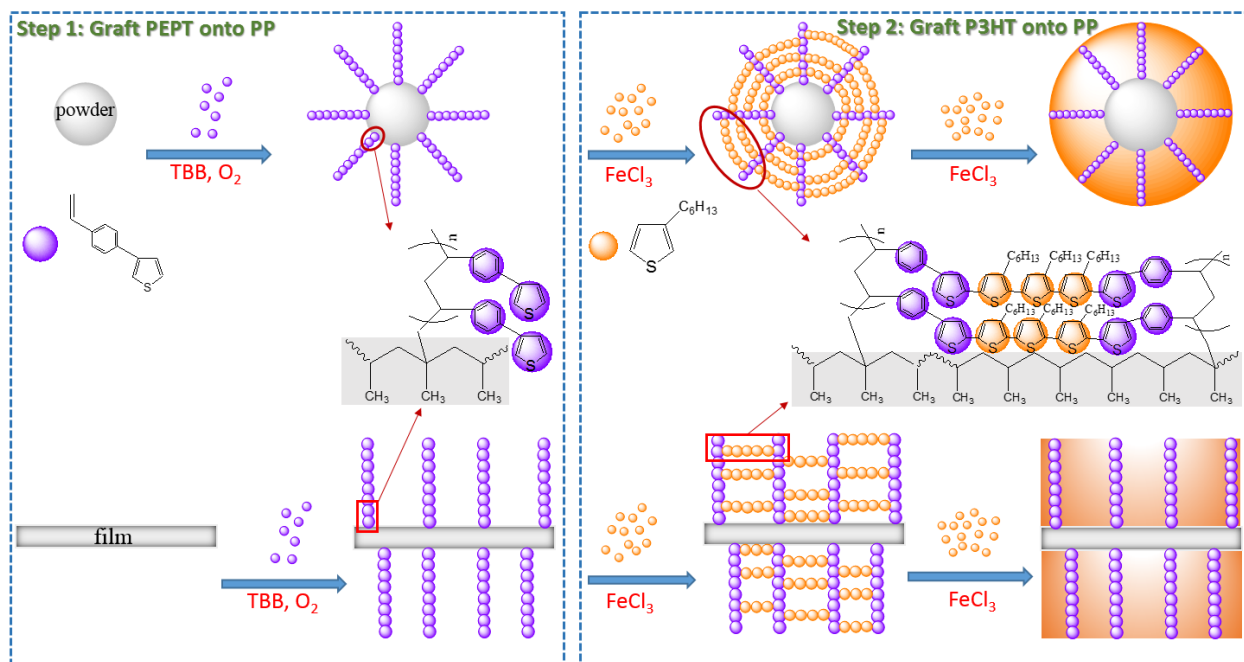 Step 1: Graft PEPT onto PP
powder
TBB, O₂
S
n
S
S
CH₃ CH₃ CH₃
film
TBB, O₂
Step 2: Graft P3HT onto PP
FeCl₃
FeCl₃
C₆H₁₃
S
n
n
C₆H₁₃ C₆H₁₃ C₆H₁₃
S S S S S
C₆H₁₃ C₆H₁₃ C₆H₁₃
S S S S S
CH₃ CH₃ CH₃ CH₃ CH₃ CH₃ CH₃ CH₃
FeCl₃
FeCl₃